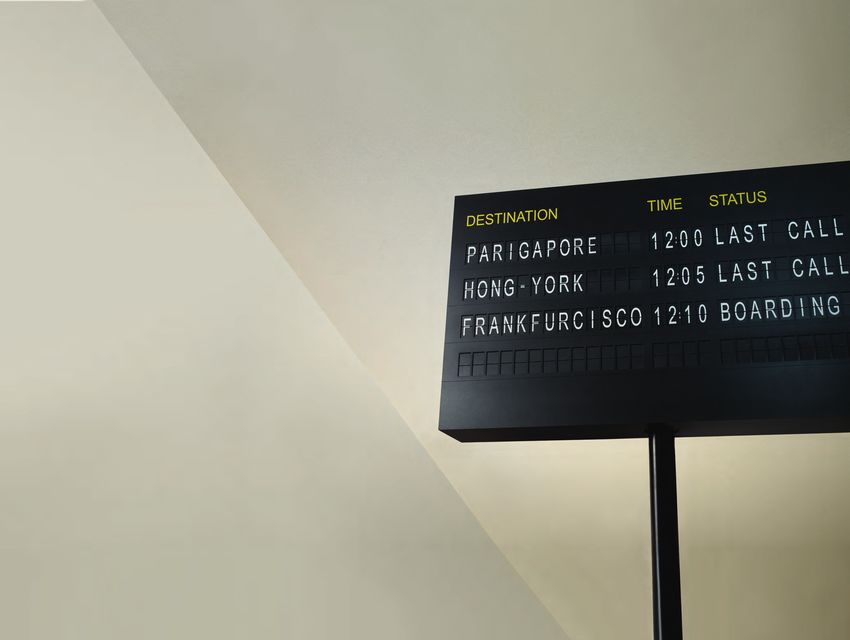 DESTINATION TIME STATUS
PARIGAPORE 12:00 LAST CALL
HONG-YORK 12:05 LAST CALL
FRANKFURCISCO 12:10 BOARDING